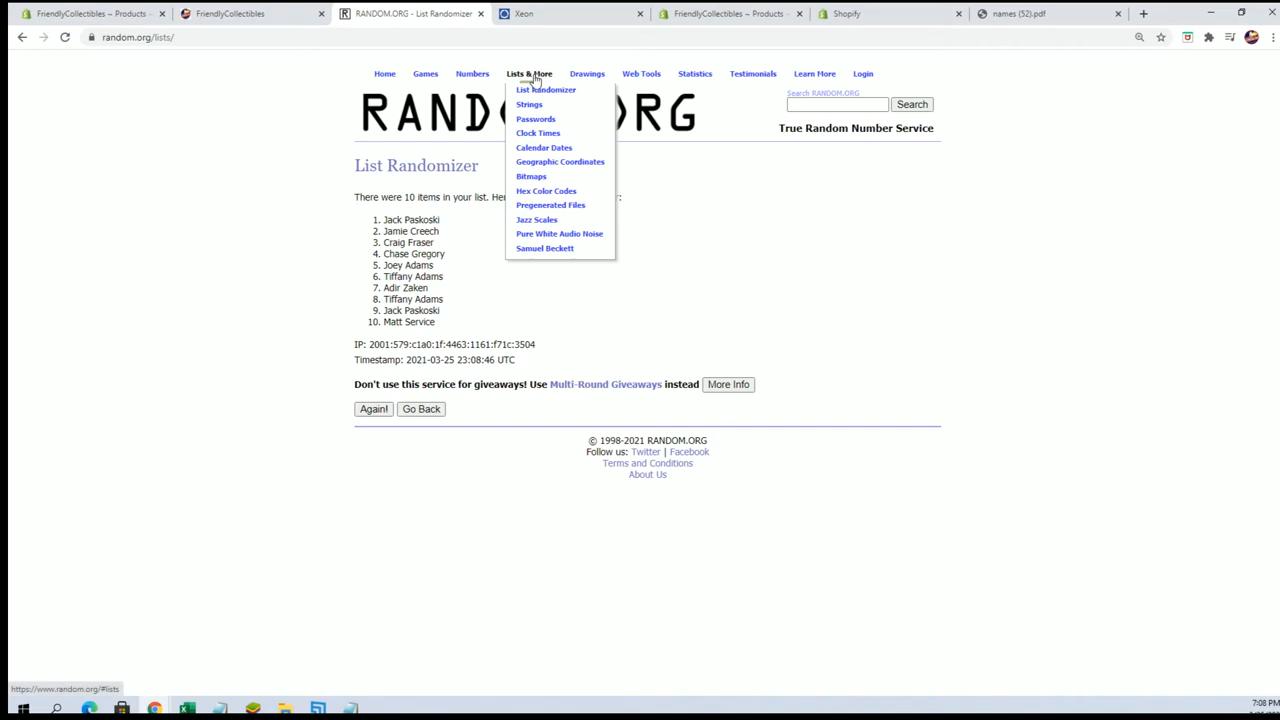 FriendlyCollectibles ~ Products -
FriendlyCollectibles
RANDOM.ORG - List Randomizer
Xeon
FriendlyCollectibles ~ Products -
Shopify
names (52).pdf
random.org/lists/
Home Games Numbers Lists & More Drawings Web Tools Statistics Testimonials Learn More Login
List Randomizer
Strings
Passwords
Clock Times
Calendar Dates
Geographic Coordinates
Bitmaps
Hex Color Codes
Pregenerated Files
Jazz Scales
Pure White Audio Noise
Samuel Beckett
Search RANDOM.ORG
Search
True Random Number Service
List Randomizer
There were 10 items in your list.
1. Jack Paskoski
2. Jamie Creech
3. Craig Fraser
4. Chase Gregory
5. Joey Adams
6. Tiffany Adams
7. Adir Zaken
8. Tiffany Adams
9. Jack Paskoski
10. Matt Service
IP: 2001:579:c1a0:1f:4463:1161:f71c:3504
Timestamp: 2021-03-25 23:08:46 UTC
Don't use this service for giveaways! Use Multi-Round Giveaways instead More Info
Again! Go Back
© 1998-2021 RANDOM.ORG
Follow us: Twitter | Facebook
Terms and Conditions
About Us
https://www.random.org/#lists
7:08 PM